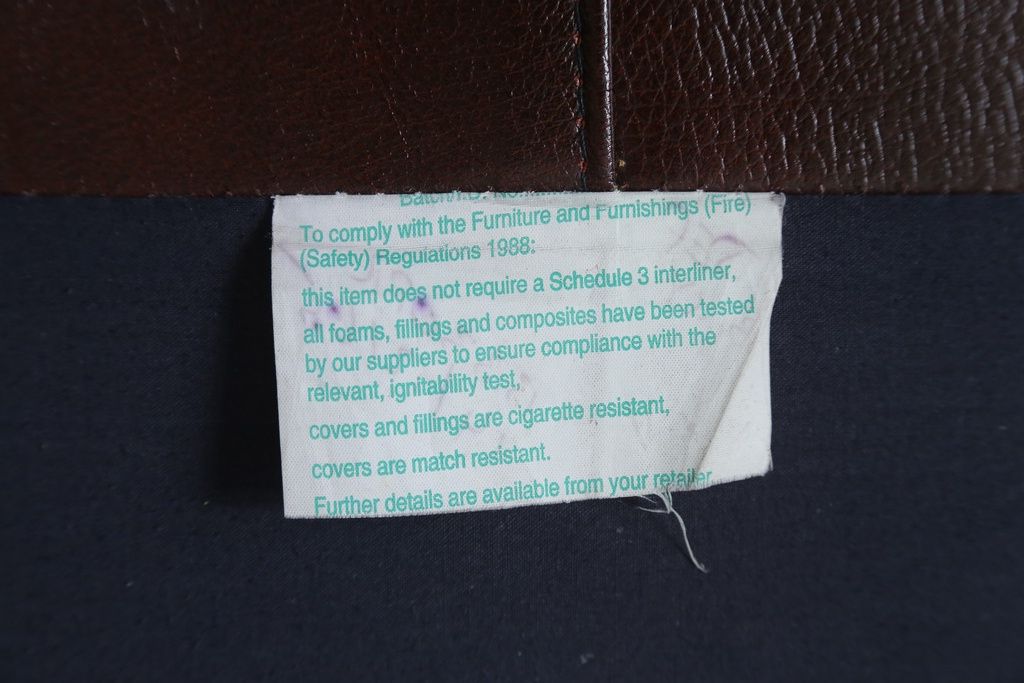 To comply with the Furniture and Furnishings (Fire)
(Safety) Regulations 1988:
this item does not require a Schedule 3 interliner,
all foams, fillings and composites have been tested
by our suppliers to ensure compliance with the
relevant, ignitability test,
covers and fillings are cigarette resistant,
covers are match resistant.
Further details are available from your retailer